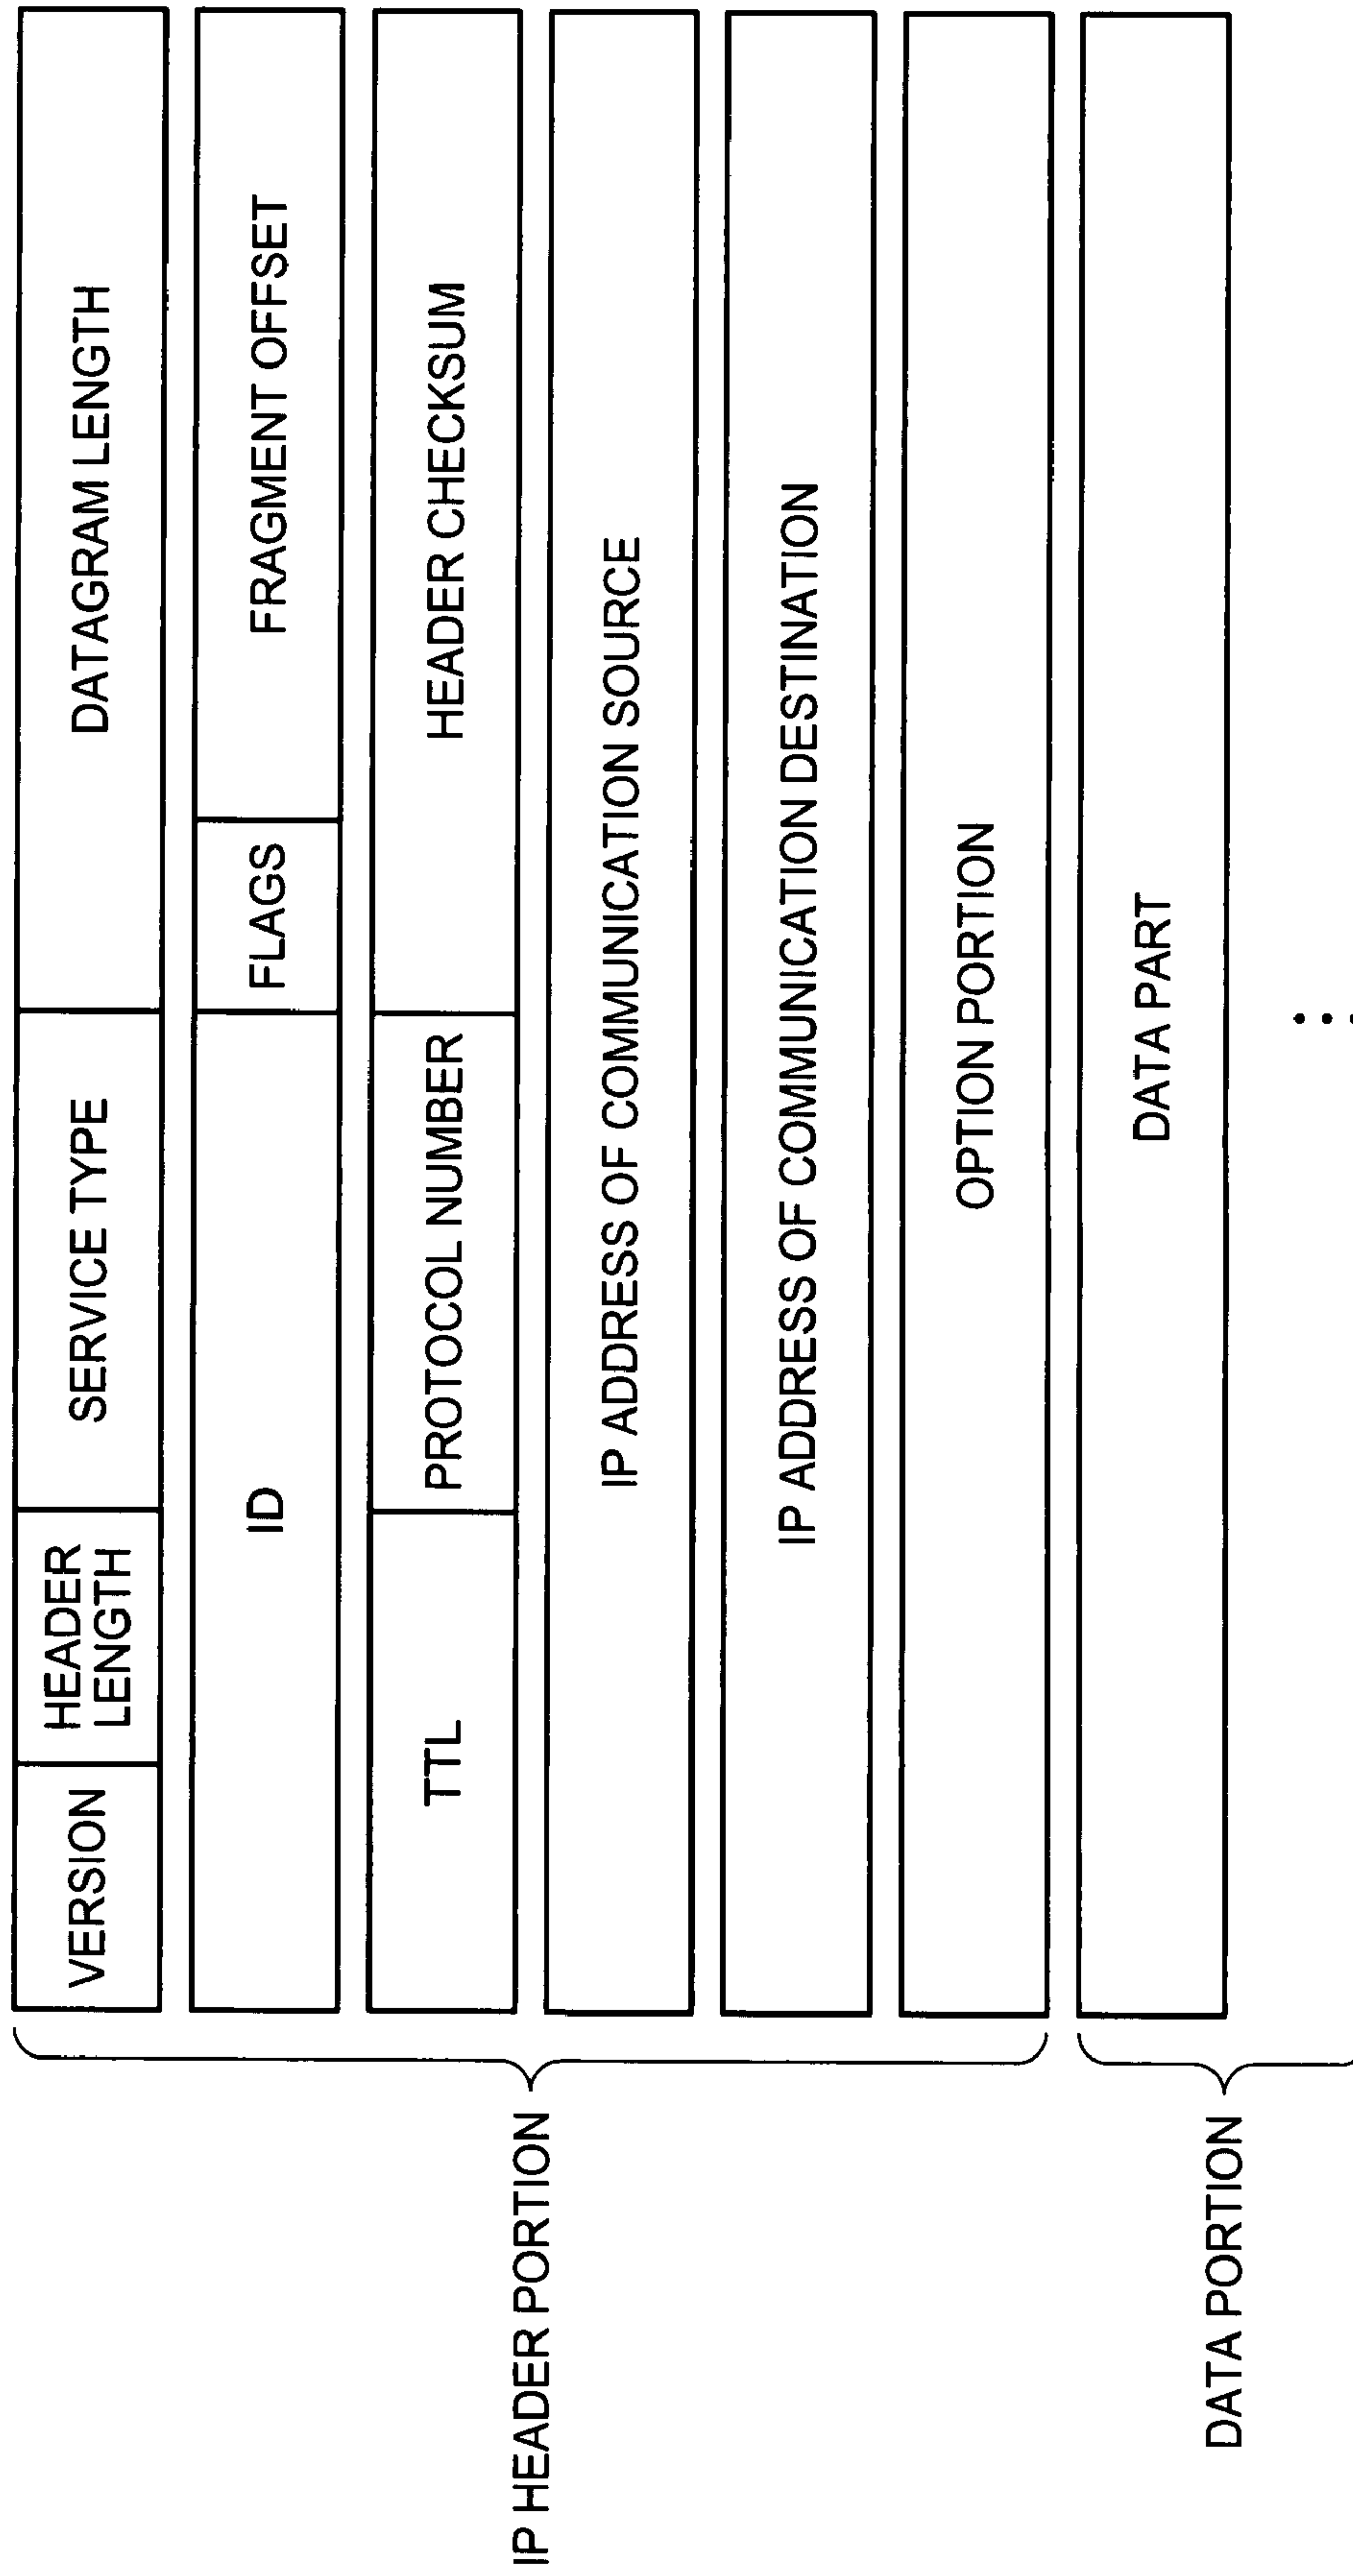 VERSION
HEADER
LENGTH
SERVICE TYPE
DATAGRAM LENGTH
ID
FLAGS
FRAGMENT OFFSET
TTL
PROTOCOL NUMBER
HEADER CHECKSUM
IP ADDRESS OF COMMUNICATION SOURCE
IP ADDRESS OF COMMUNICATION DESTINATION
OPTION PORTION
IP HEADER PORTION
DATA PART
DATA PORTION